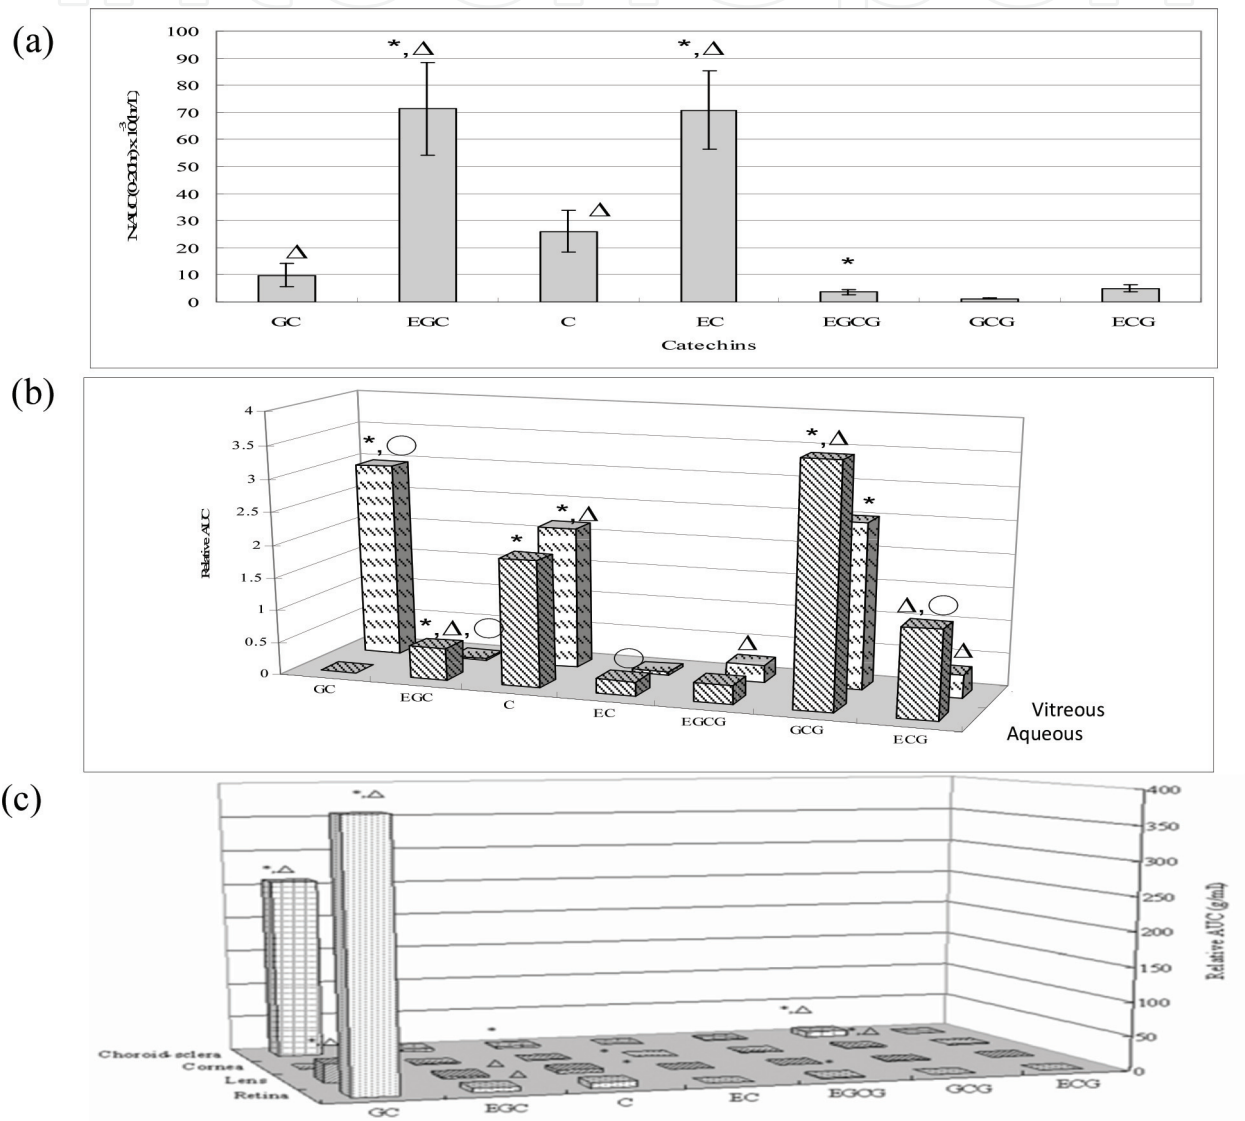 (a)
100
90
80
70
60
50
40
30
20
10
0
*,Δ
*,Δ
Δ
Δ
*
GC EGC C EC EGCG GCG ECG
Catechins
(b)
4
3.5
3
2.5
2
1.5
1
0.5
0
Relative AUC
*,○
*,Δ,○
*
*,Δ
○
Δ
*,Δ
*
Δ,○
Δ
GC EGC C EC EGCG GCG ECG
Vitreous
Aqueous
(c)
400
350
300
250
200
150
100
50
0
Relative AUC (g/ml)
*,Δ
*,Δ
*,Δ
*
Δ
Δ
*
*
*,Δ
*,Δ
*
Choroid-sclera
Cornea
Lens
Retina
GC EGC C EC EGCG GCG ECG